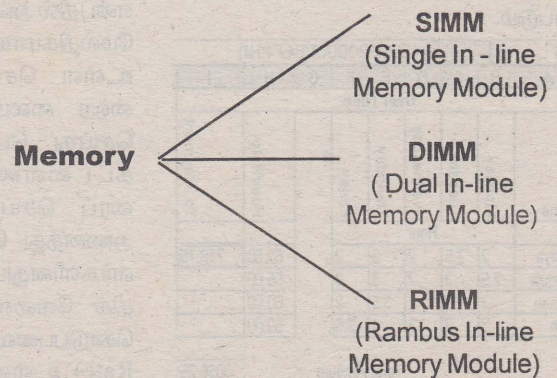 SIMM
(Single In - line
Memory Module)
Memory
DIMM
( Dual In-line
Memory Module)
RIMM
(Rambus In-line
Memory Module)